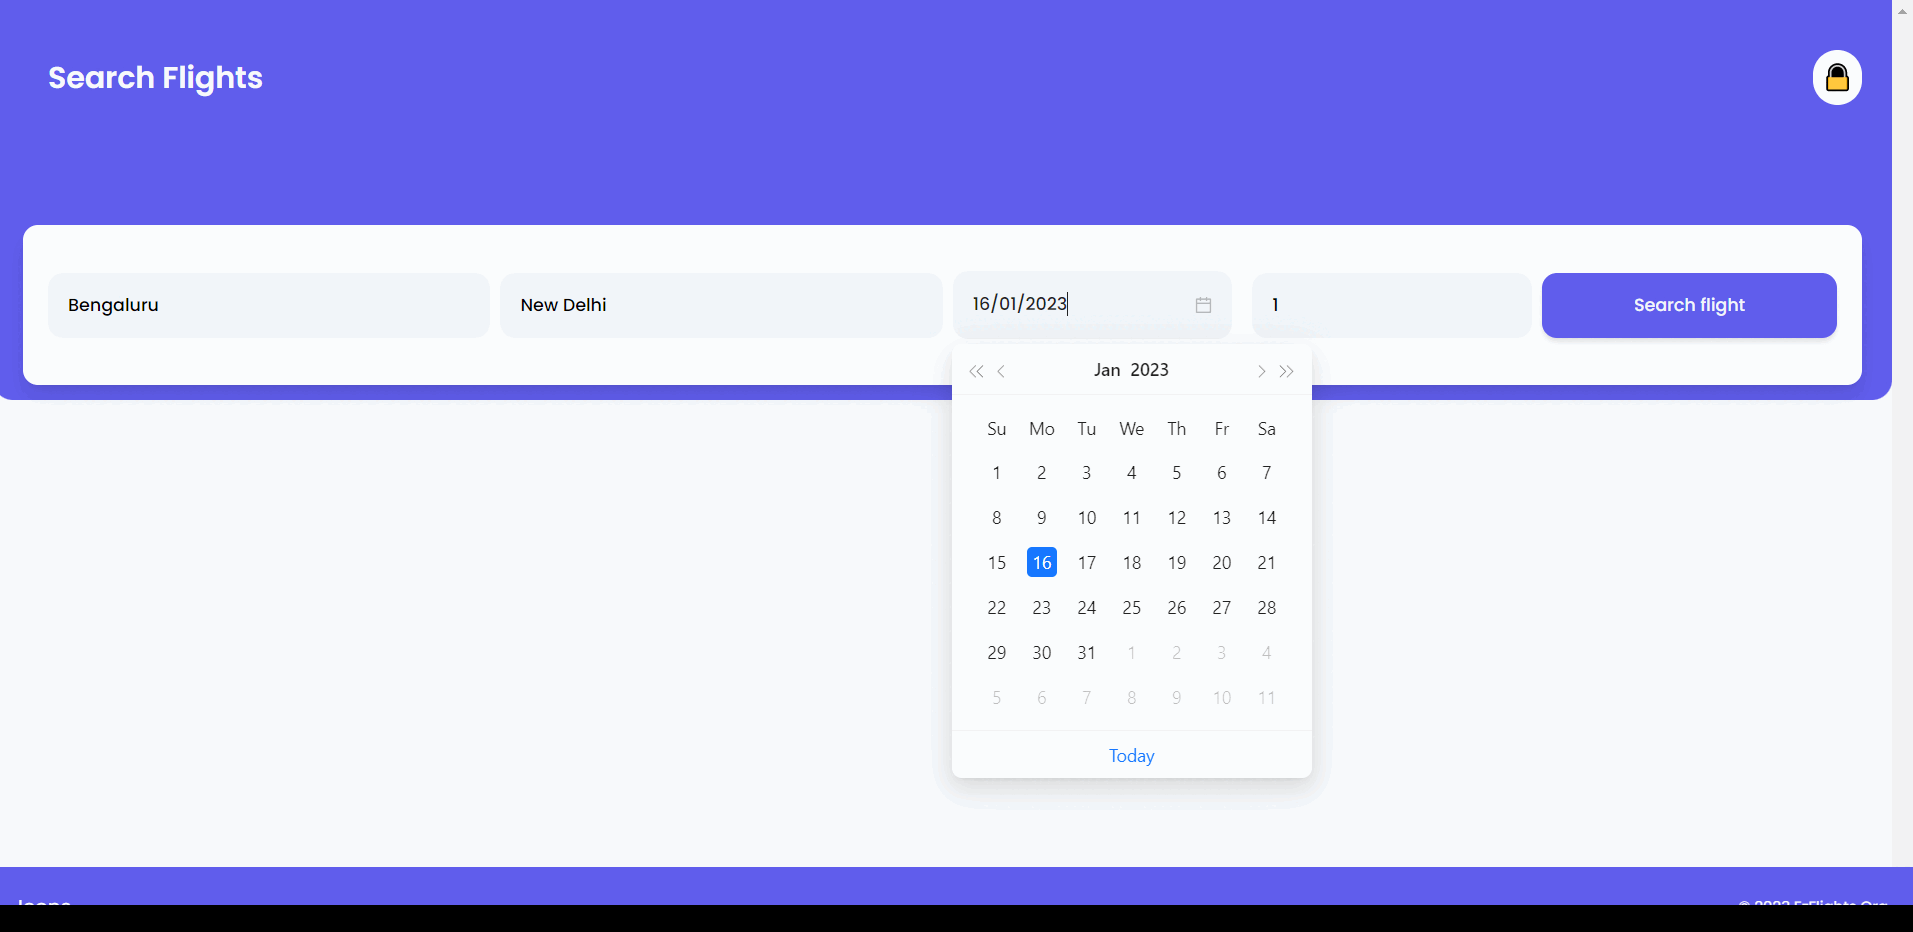 Search Flights
Bengaluru
New Delhi
16/01/2023
1
Search flight
Jan 2023
Su Mo Tu We Th Fr Sa
1 2 3 4 5 6 7
8 9 10 11 12 13 14
15 16 17 18 19 20 21
22 23 24 25 26 27 28
29 30 31 1 2 3 4
5 6 7 8 9 10 11
Today